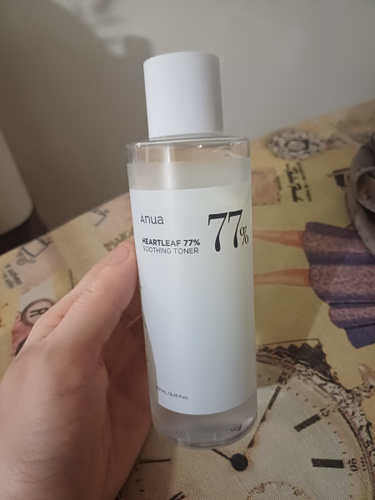 Anua
77%
HEARTLEAF 77%
SOOTHING TONER